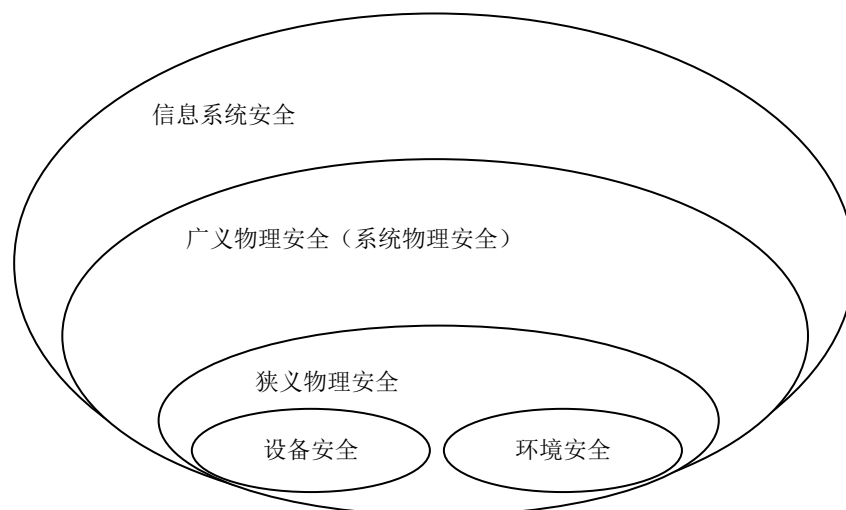 信息系统安全
广义物理安全（系统物理安全）
狭义物理安全
设备安全
环境安全